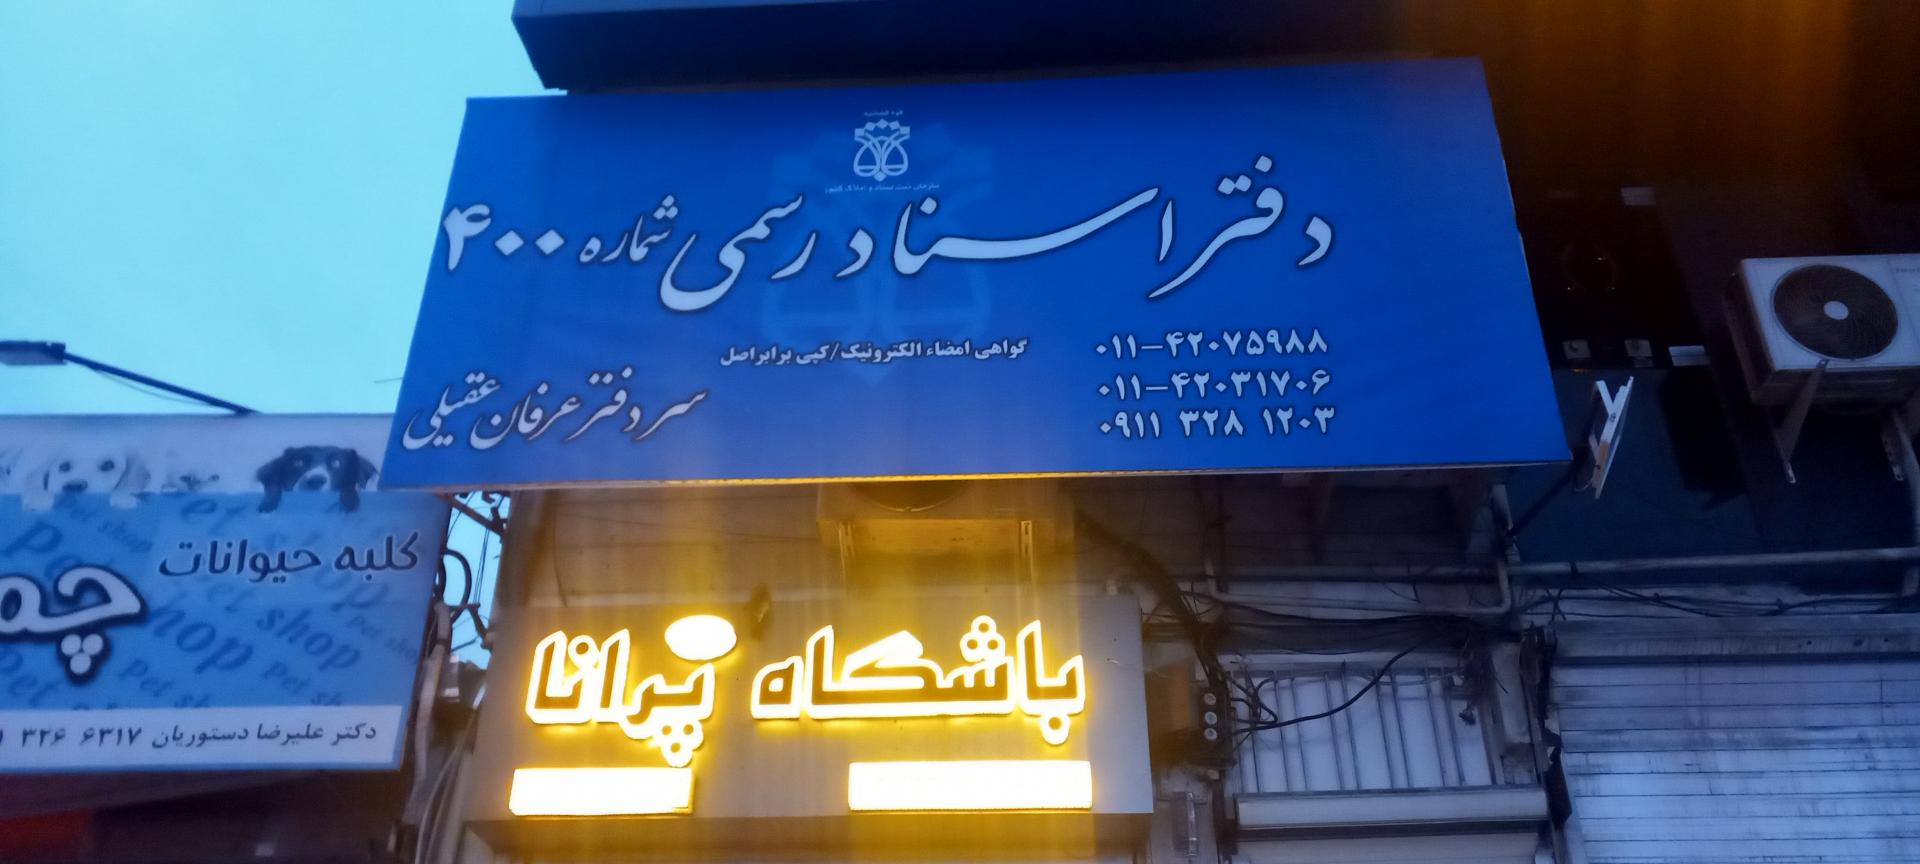 قوه قضائیه
سازمان ثبت اسناد و املاک کشور
دفتر اسناد رسمی شماره ۴۰۰
گواهی امضاء الکترونیک/کپی برابر اصل
۰۱۱-۴۲۰۷۵۹۸۸
۰۱۱-۴۲۰۳۱۷۰۶
۰۹۱۱ ۳۲۸ ۱۲۰۳
سردفتر عرفان عقیلی
باشگاه پرانا
کلبه حیوانات
Pet shop
دکتر علیرضا دستوریان ۶۳۱۷ ۳۲۶